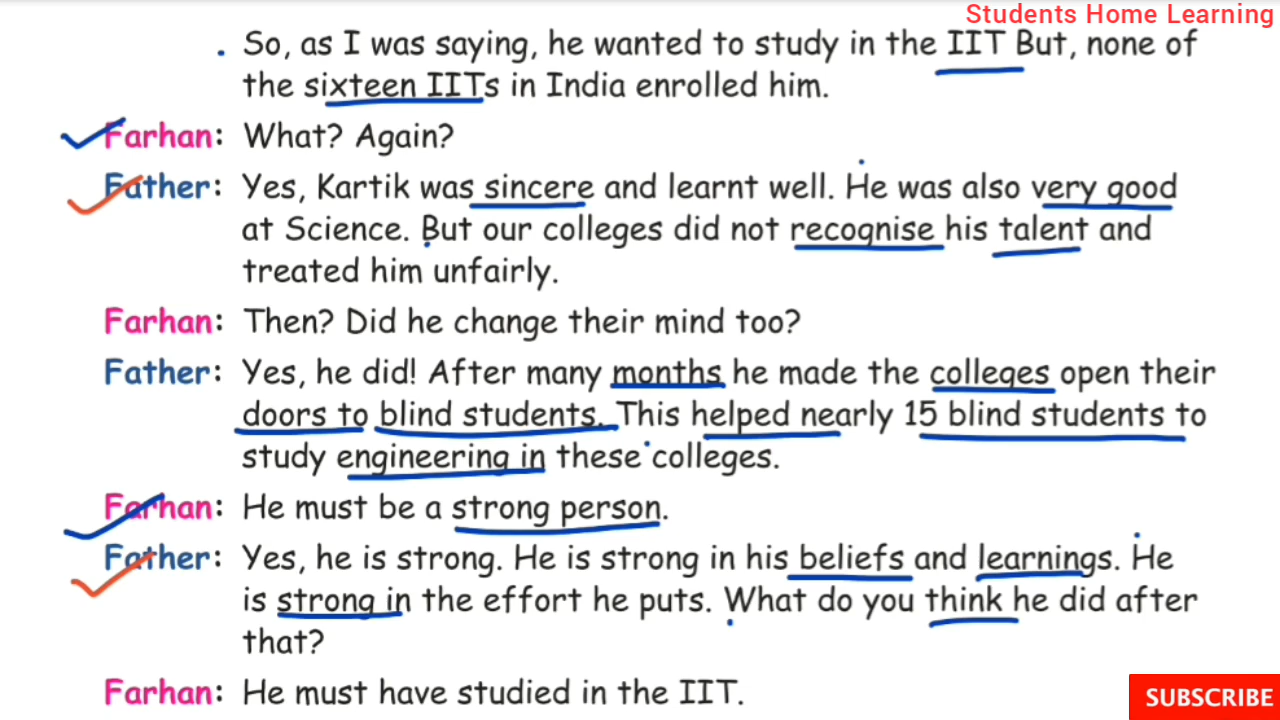 Students Home Learning
So, as I was saying, he wanted to study in the IIT But, none of
the sixteen IITs in India enrolled him.
Farhan: What? Again?
Father: Yes, Kartik was sincere and learnt well. He was also very good
at Science. But our colleges did not recognise his talent and
treated him unfairly.
Farhan: Then? Did he change their mind too?
Father: Yes, he did! After many months he made the colleges open their
doors to blind students. This helped nearly 15 blind students to
study engineering in these colleges.
Farhan: He must be a strong person.
Father: Yes, he is strong. He is strong in his beliefs and learnings. He
is strong in the effort he puts. What do you think he did after
that?
Farhan: He must have studied in the IIT.
SUBSCRIBE